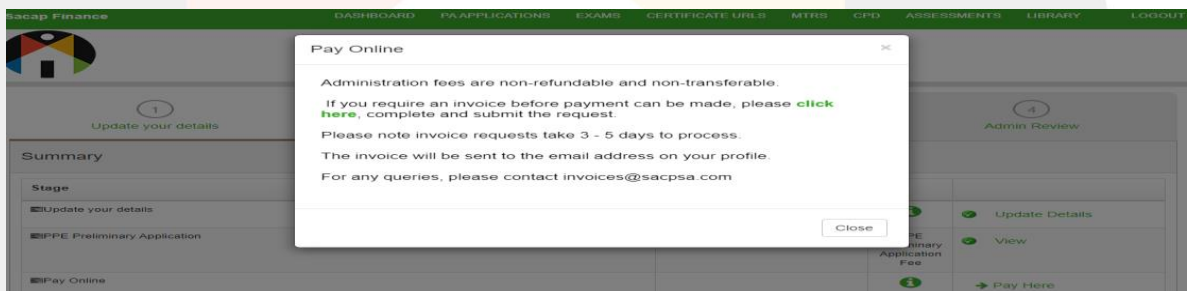 Sacap Finance
DASHBOARD PA APPLICATIONS EXAMS CERTIFICATE URLS MTRS CPD ASSESSMENTS LIBRARY LOGOUT
Pay Online ×
Administration fees are non-refundable and non-transferable.
If you require an invoice before payment can be made, please click
here, complete and submit the request.
Please note invoice requests take 3 - 5 days to process.
The invoice will be sent to the email address on your profile.
For any queries, please contact invoices@sacpsa.com
Close
1
Update your details
4
Admin Review
Summary
Stage
Update your details
Update Details
PPE Preliminary Application
View
Application
Fee
Pay Online
Pay Here